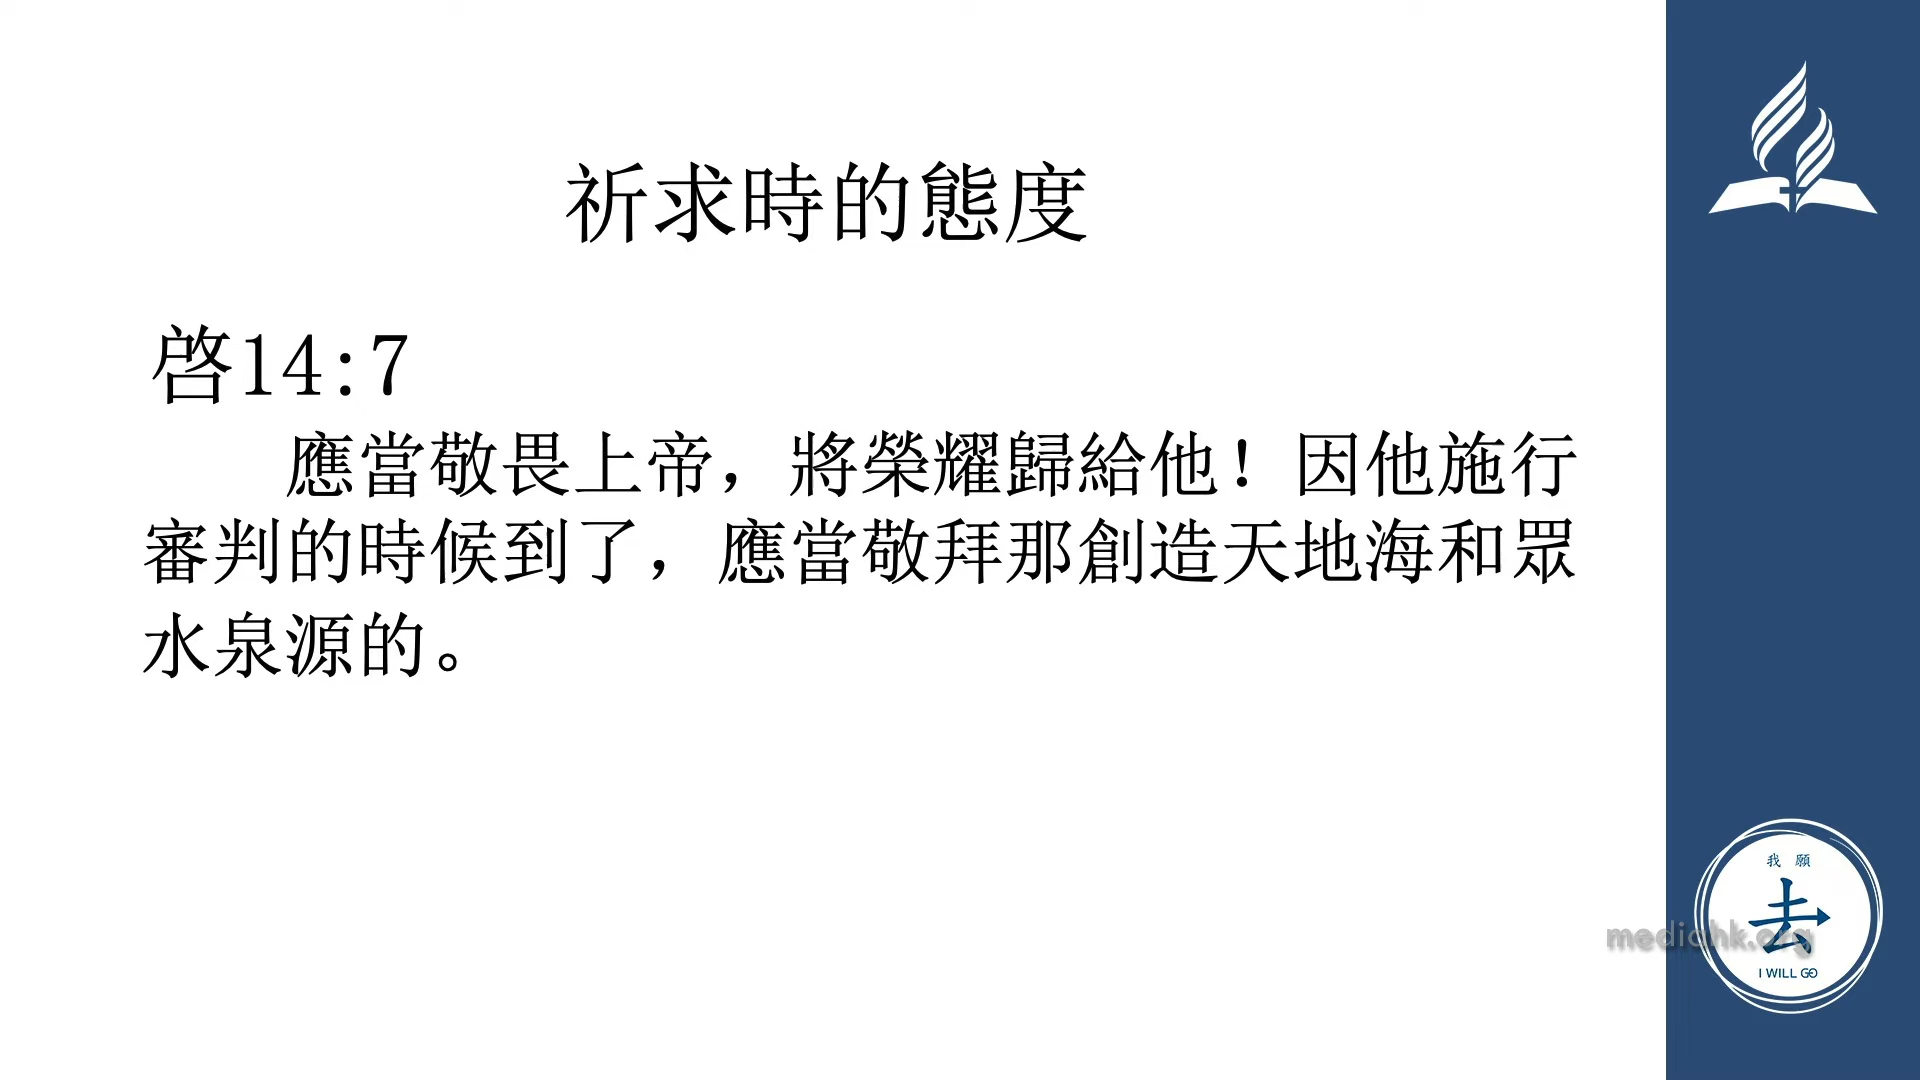 祈求時的態度
啓14:7
應當敬畏上帝，將榮耀歸給他！因他施行
審判的時候到了，應當敬拜那創造天地海和眾
水泉源的。
我願
去
I WILL GO
mediahk.org